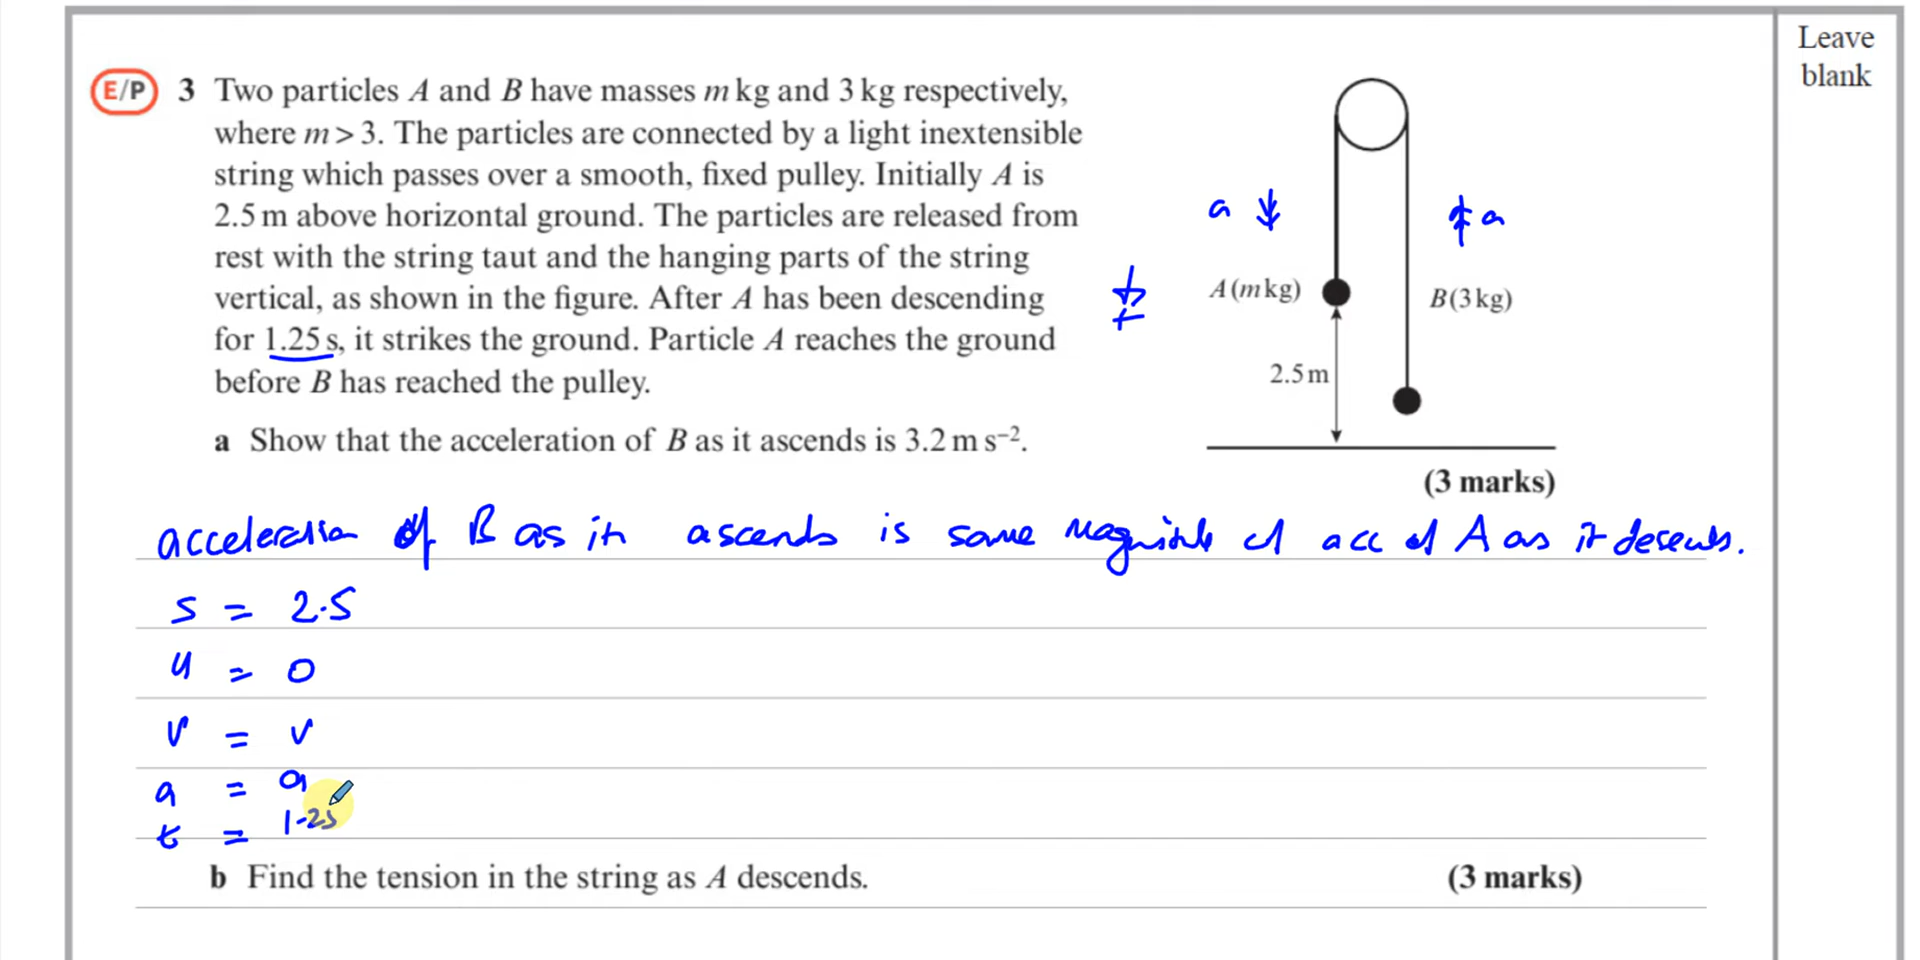 Leave
blank
E/P 3 Two particles A and B have masses m kg and 3 kg respectively,
where m > 3. The particles are connected by a light inextensible
string which passes over a smooth, fixed pulley. Initially A is
2.5 m above horizontal ground. The particles are released from
rest with the string taut and the hanging parts of the string
vertical, as shown in the figure. After A has been descending
for 1.25 s, it strikes the ground. Particle A reaches the ground
before B has reached the pulley.
a
a
+
A (m kg)
B (3 kg)
2.5 m
a Show that the acceleration of B as it ascends is 3.2 m s⁻².
(3 marks)
acceleration of B as it ascends is same magnitude of acc of A as it descends.
s = 2.5
u = 0
v = v
a = a
t = 1.25
b Find the tension in the string as A descends. (3 marks)